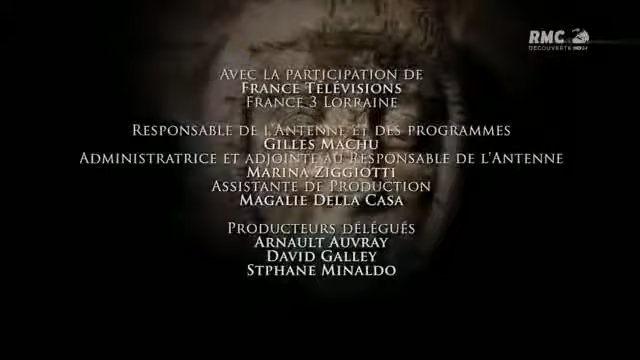 RMC
DECOUVERTE HD24
AVEC LA PARTICIPATION DE
FRANCE TÉLÉVISIONS
FRANCE 3 LORRAINE
RESPONSABLE DE L'ANTENNE ET DES PROGRAMMES
GILLES MACHU
ADMINISTRATRICE ET ADJOINTE AU RESPONSABLE DE L'ANTENNE
MARINA ZIGGIOTTI
ASSISTANTE DE PRODUCTION
MAGALIE DELLA CASA
PRODUCTEURS DÉLÉGUÉS
ARNAULT AUVRAY
DAVID GALLEY
STPHANE MINALDO